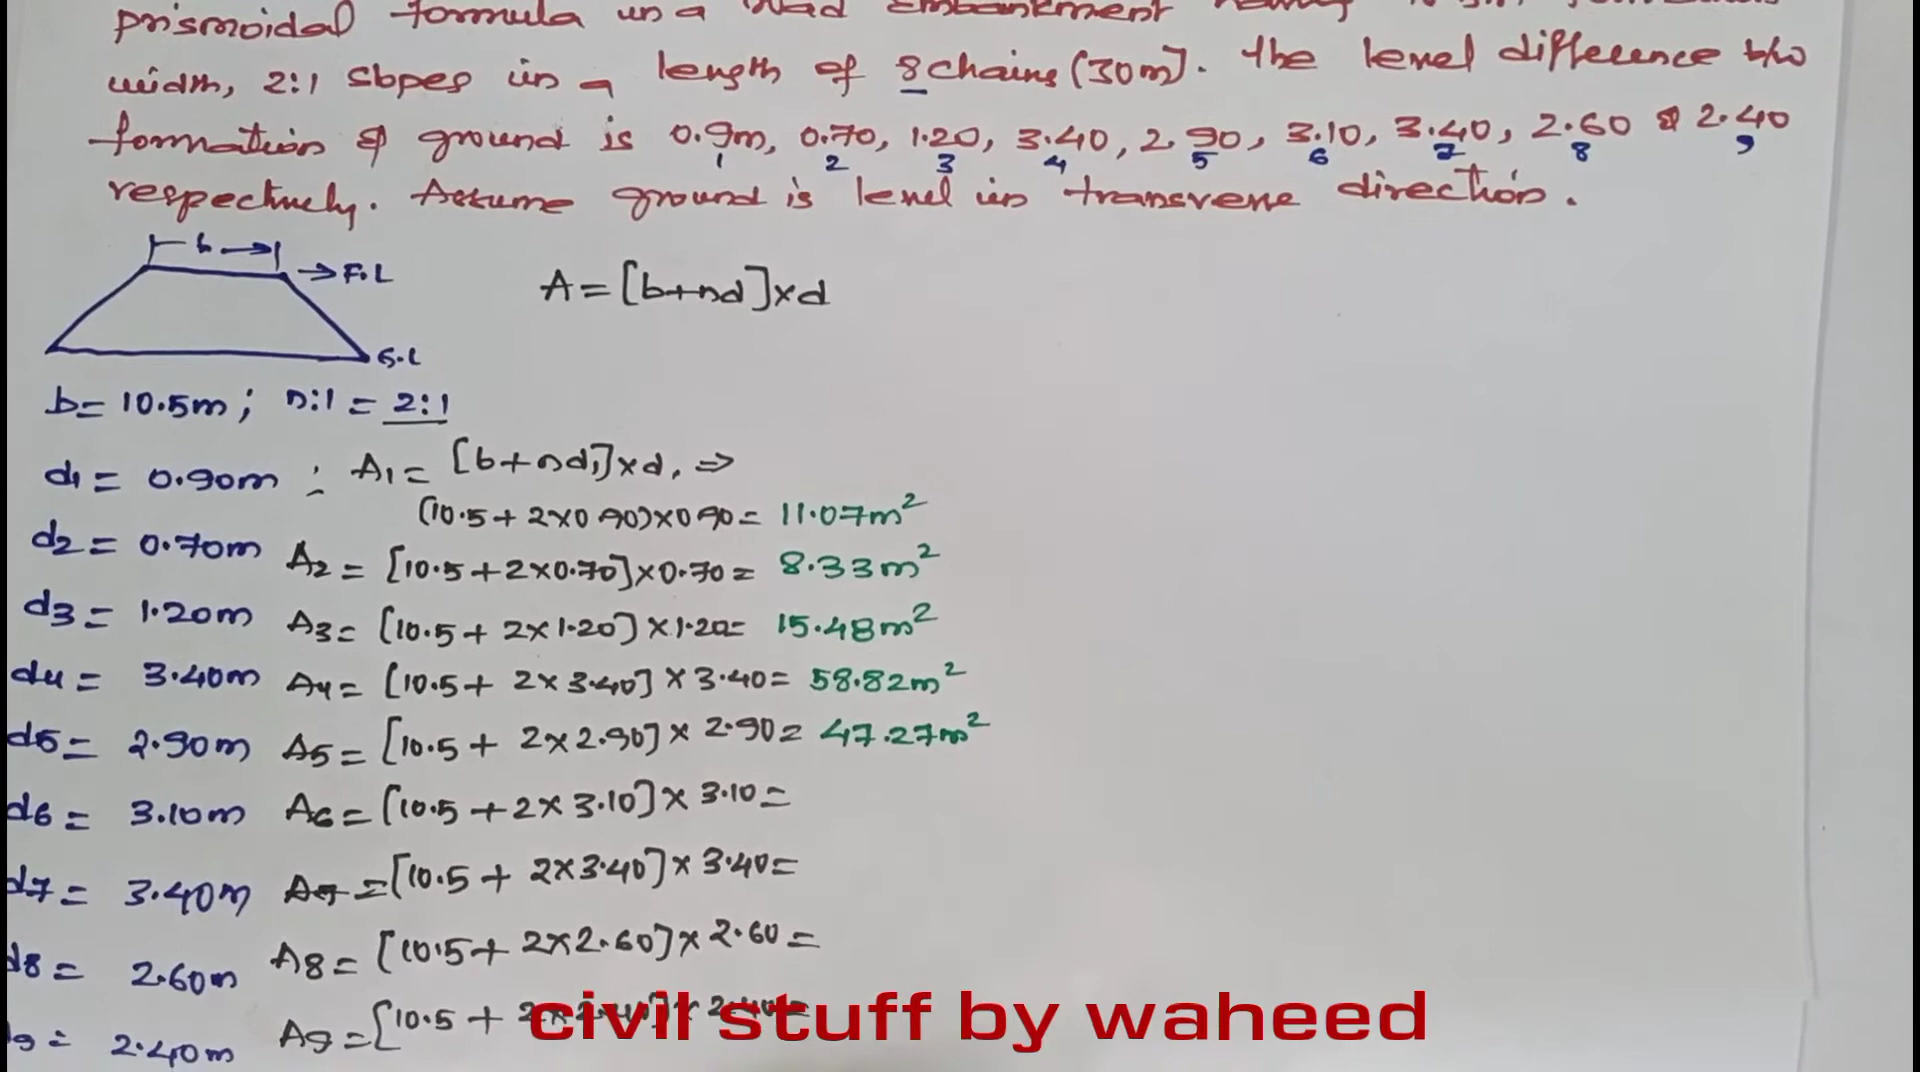 prismoidal formula in a
width, 2:1 slopes in a length of 8 chains (30m). The level difference b/w
formation & ground is 0.9m, 0.70, 1.20, 3.40, 2.90, 3.10, 3.40, 2.60 & 2.40
1 2 3 4 5 6 7 8 9
respectively. Assume ground is level in transverse direction.
b → F.L
A = [b+nd]×d
G.L
b = 10.5m ; n:1 = 2:1
d1 = 0.90m ; A1 = [b+nd1]×d1 ⇒
(10.5 + 2×0.90)×0.90 = 11.07m²
d2 = 0.70m A2 = [10.5+2×0.70]×0.70 = 8.33m²
d3 = 1.20m A3 = [10.5+ 2×1.20]×1.20 = 15.48m²
d4 = 3.40m A4 = [10.5+ 2×3.40] × 3.40 = 58.82m²
d5 = 2.90m A5 = [10.5+ 2×2.90] × 2.90 = 47.27m²
d6 = 3.10m A6 = [10.5 +2× 3.10] × 3.10 =
d7 = 3.40m A7 = [10.5 + 2×3.40] × 3.40 =
d8 = 2.60m A8 = [10.5+ 2×2.60]× 2.60 =
9 = 2.40m A9 = [10.5 +
civil stuff by waheed